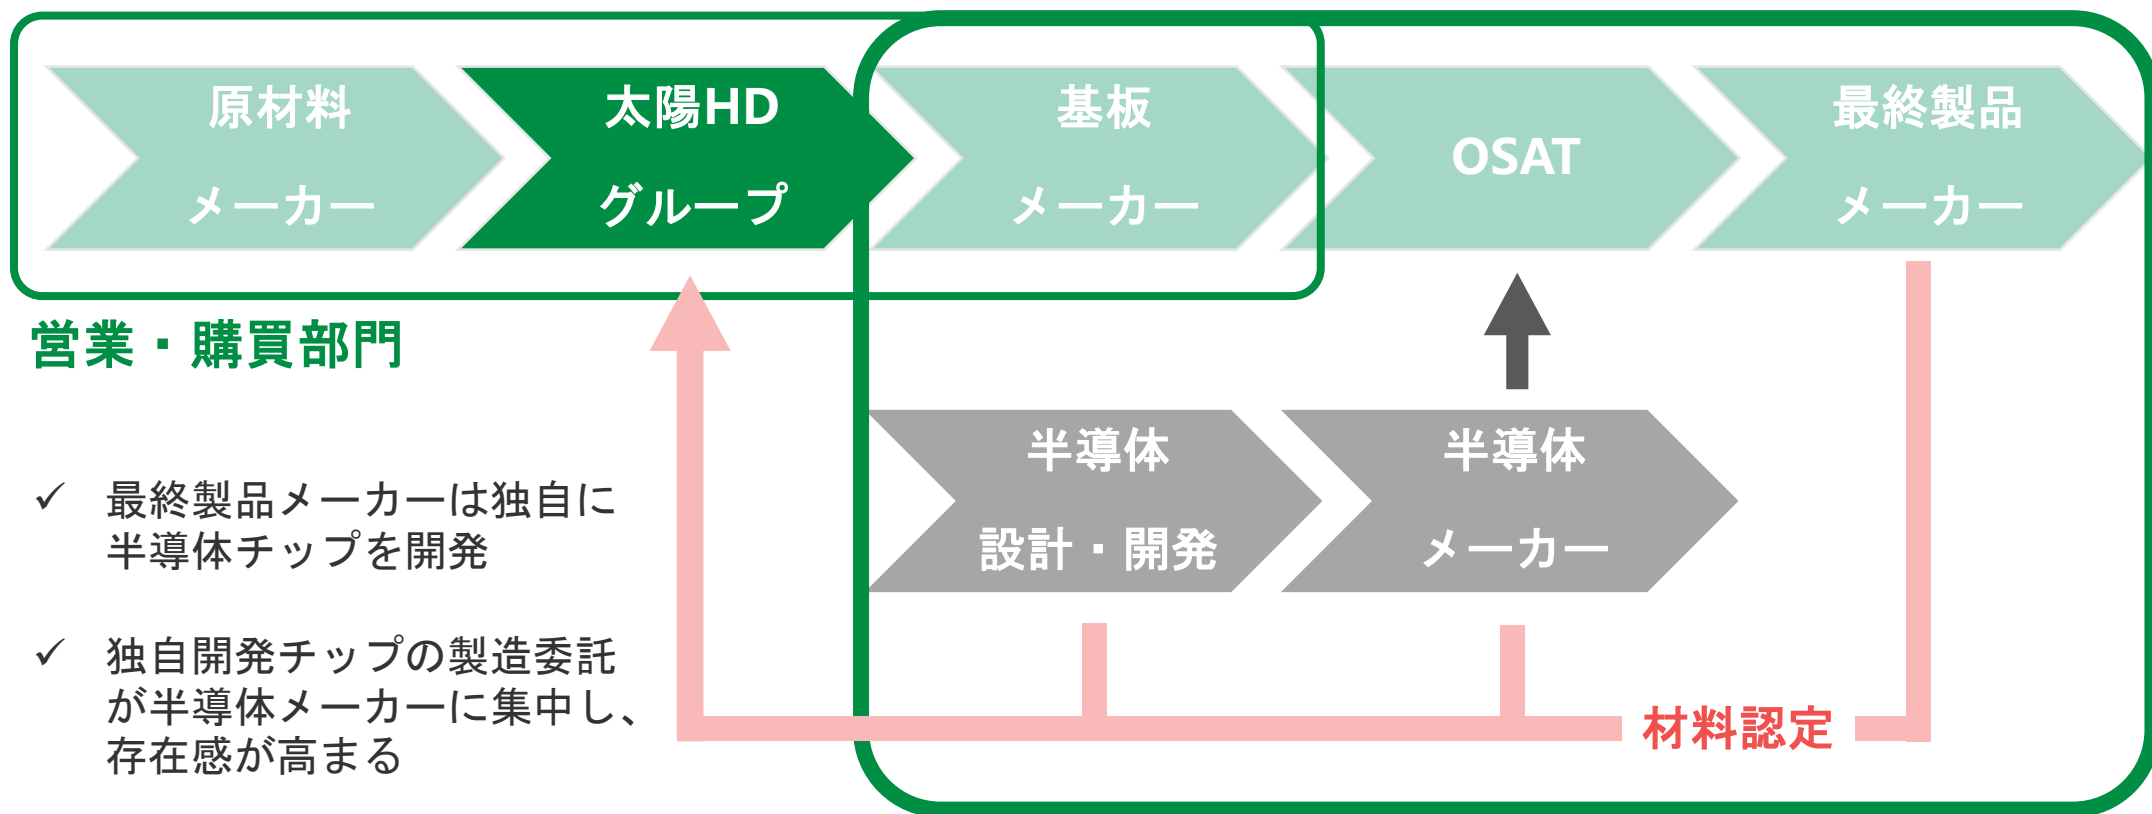 原材料
メーカー
太陽HD
グループ
基板
メーカー
OSAT
最終製品
メーカー
営業・購買部門
半導体
設計・開発
半導体
メーカー
✓ 最終製品メーカーは独自に
半導体チップを開発
✓ 独自開発チップの製造委託
が半導体メーカーに集中し、
存在感が高まる
材料認定